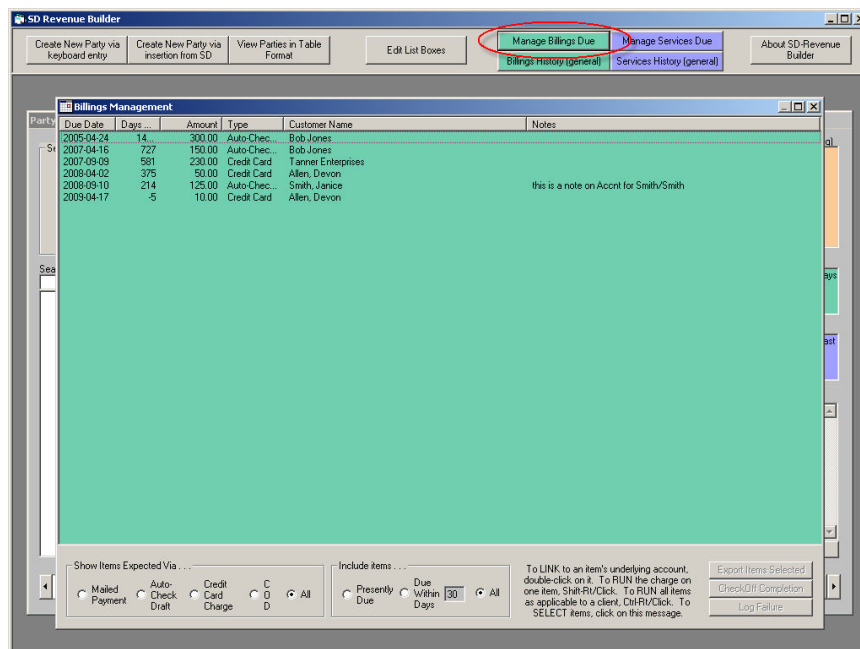 SD Revenue Builder
Create New Party via
keyboard entry
Create New Party via
insertion from SD
View Parties in Table
Format
Edit List Boxes
Manage Billings Due
Billings History (general)
Manage Services Due
Services History (general)
About SD-Revenue
Builder
Party
Billings Management
Due Date Days ... Amount Type Customer Name Notes
2005-04-24 14... 300.00 Auto-Chec... Bob Jones
2007-04-16 727 150.00 Auto-Chec... Bob Jones
2007-09-09 581 230.00 Credit Card Tanner Enterprises
2008-04-02 375 50.00 Credit Card Allen, Devon
2008-09-10 214 125.00 Auto-Chec... Smith, Janice this is a note on Accnt for Smith/Smith
2009-04-17 -5 10.00 Credit Card Allen, Devon
Se
Sea
al
ays
ast
Show Items Expected Via . . .
Mailed
Payment
Auto-
Check
Draft
Credit
Card
Charge
C
O
D
All
Include items . . .
Presently
Due
Due
Within 30
Days
All
To LINK to an item's underlying account,
double-click on it. To RUN the charge on
one item, Shift-Rt/Click. To RUN all items
as applicable to a client, Ctrl-Rt/Click. To
SELECT items, click on this message.
Export Items Selected
CheckOff Completion
Log Failure